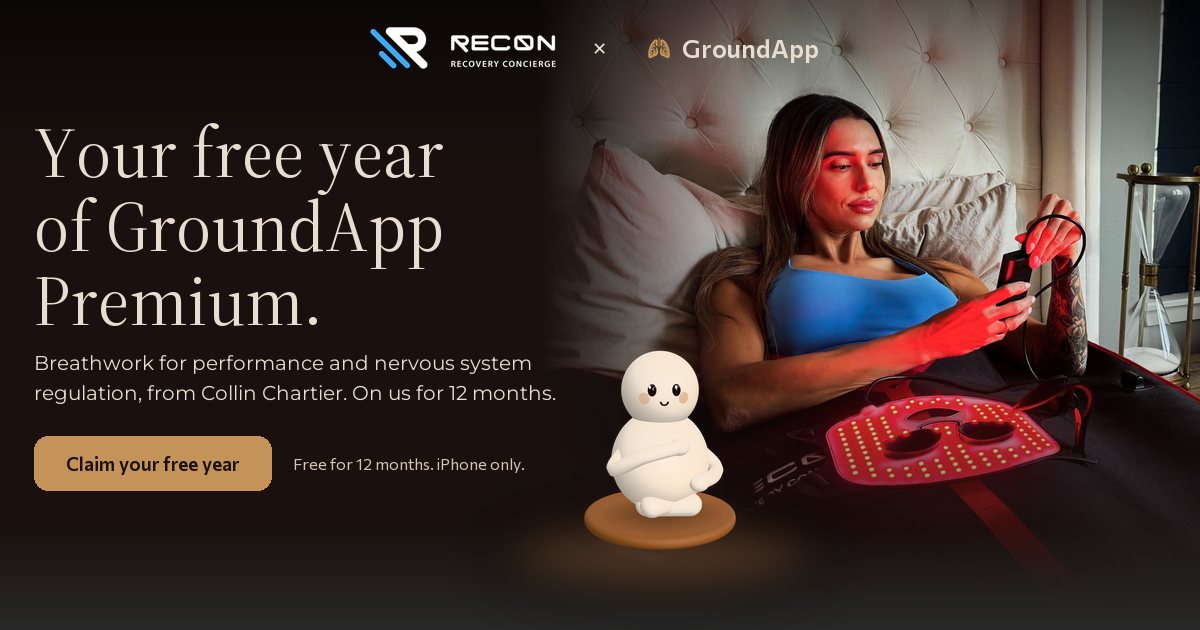 RECON
RECOVERY CONCIERGE
×
GroundApp
Your free year
of GroundApp
Premium.
Breathwork for performance and nervous system
regulation, from Collin Chartier. On us for 12 months.
Claim your free year
Free for 12 months. iPhone only.